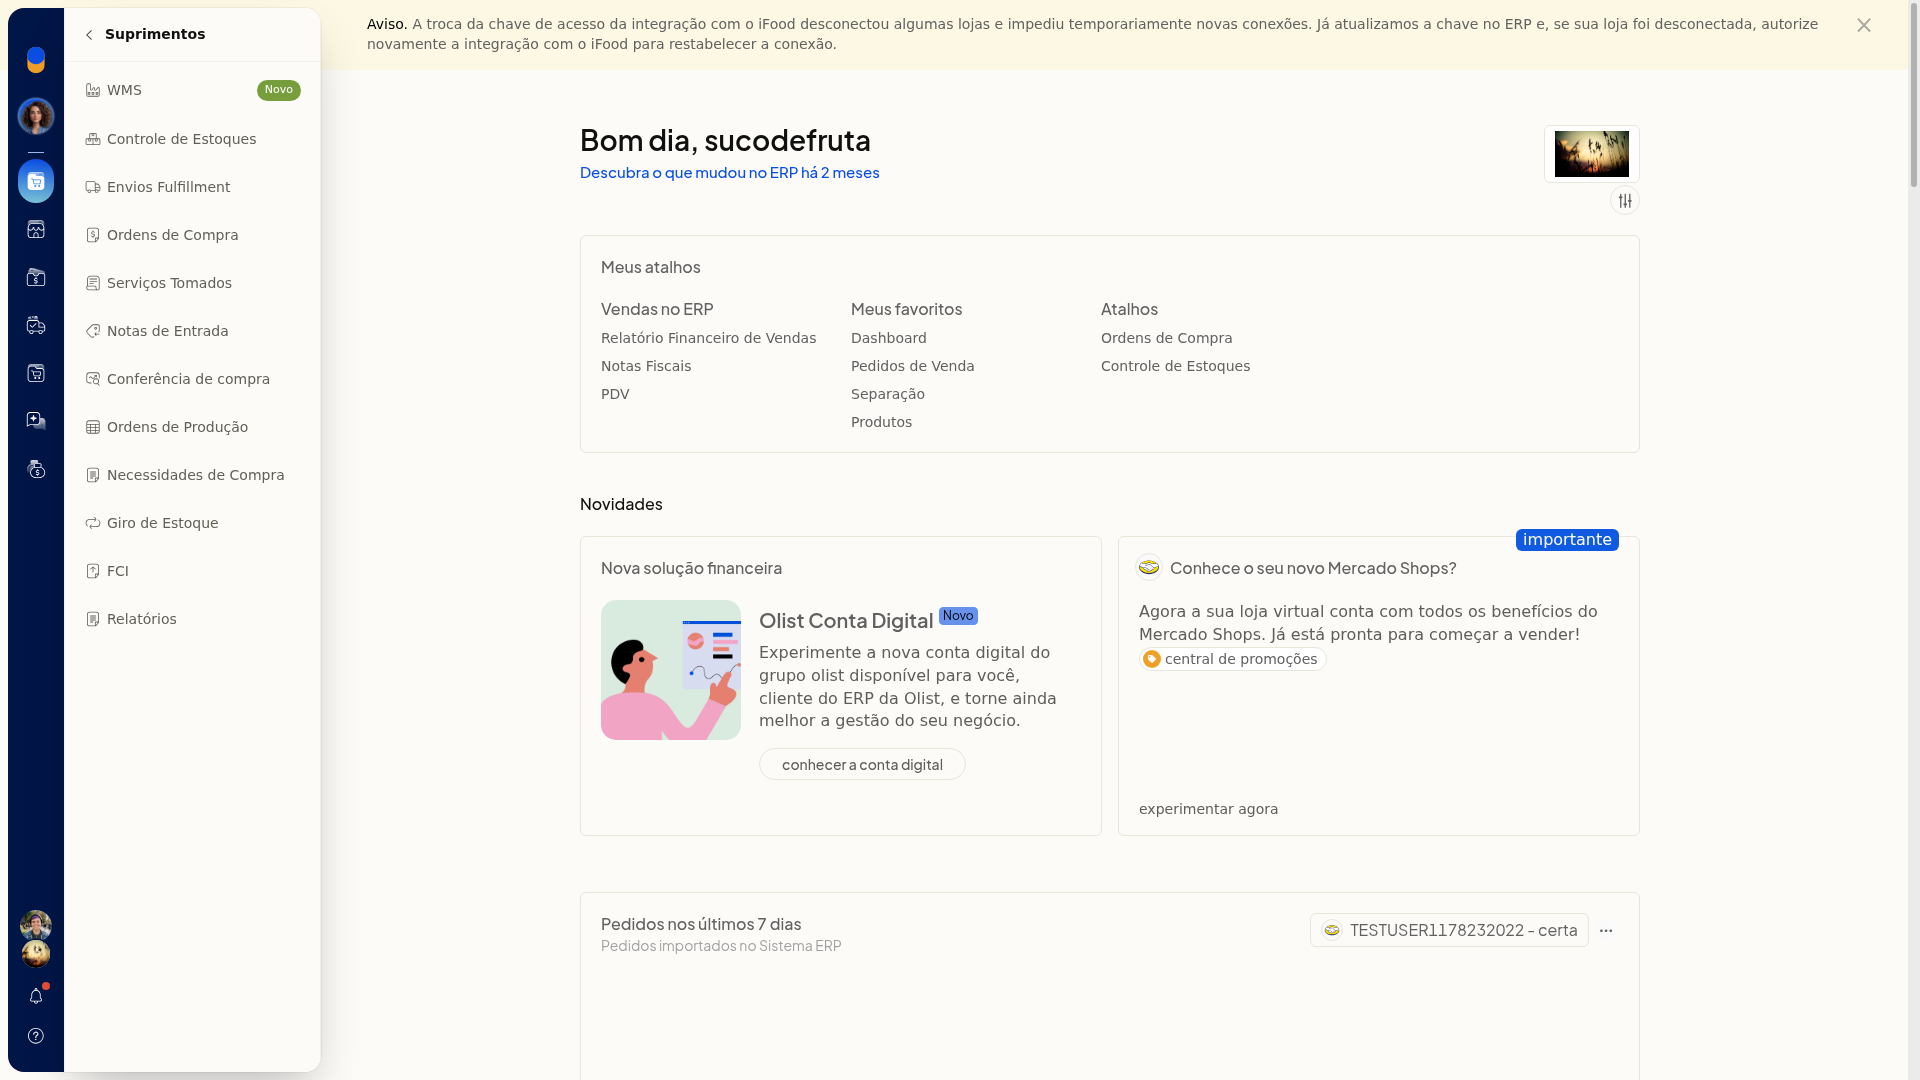 Suprimentos
WMS
Novo
Controle de Estoques
Envios Fulfillment
Ordens de Compra
Serviços Tomados
Notas de Entrada
Conferência de compra
Ordens de Produção
Necessidades de Compra
Giro de Estoque
FCI
Relatórios
Aviso. A troca da chave de acesso da integração com o iFood desconectou algumas lojas e impediu temporariamente novas conexões. Já atualizamos a chave no ERP e, se sua loja foi desconectada, autorize
novamente a integração com o iFood para restabelecer a conexão.
Bom dia, sucodefruta
Descubra o que mudou no ERP há 2 meses
Meus atalhos
Vendas no ERP
Relatório Financeiro de Vendas
Notas Fiscais
PDV
Meus favoritos
Dashboard
Pedidos de Venda
Separação
Produtos
Atalhos
Ordens de Compra
Controle de Estoques
Novidades
Nova solução financeira
Olist Conta Digital Novo
Experimente a nova conta digital do
grupo olist disponível para você,
cliente do ERP da Olist, e torne ainda
melhor a gestão do seu negócio.
conhecer a conta digital
importante
Conhece o seu novo Mercado Shops?
Agora a sua loja virtual conta com todos os benefícios do
Mercado Shops. Já está pronta para começar a vender!
central de promoções
experimentar agora
Pedidos nos últimos 7 dias
Pedidos importados no Sistema ERP
TESTUSER1178232022 - certa